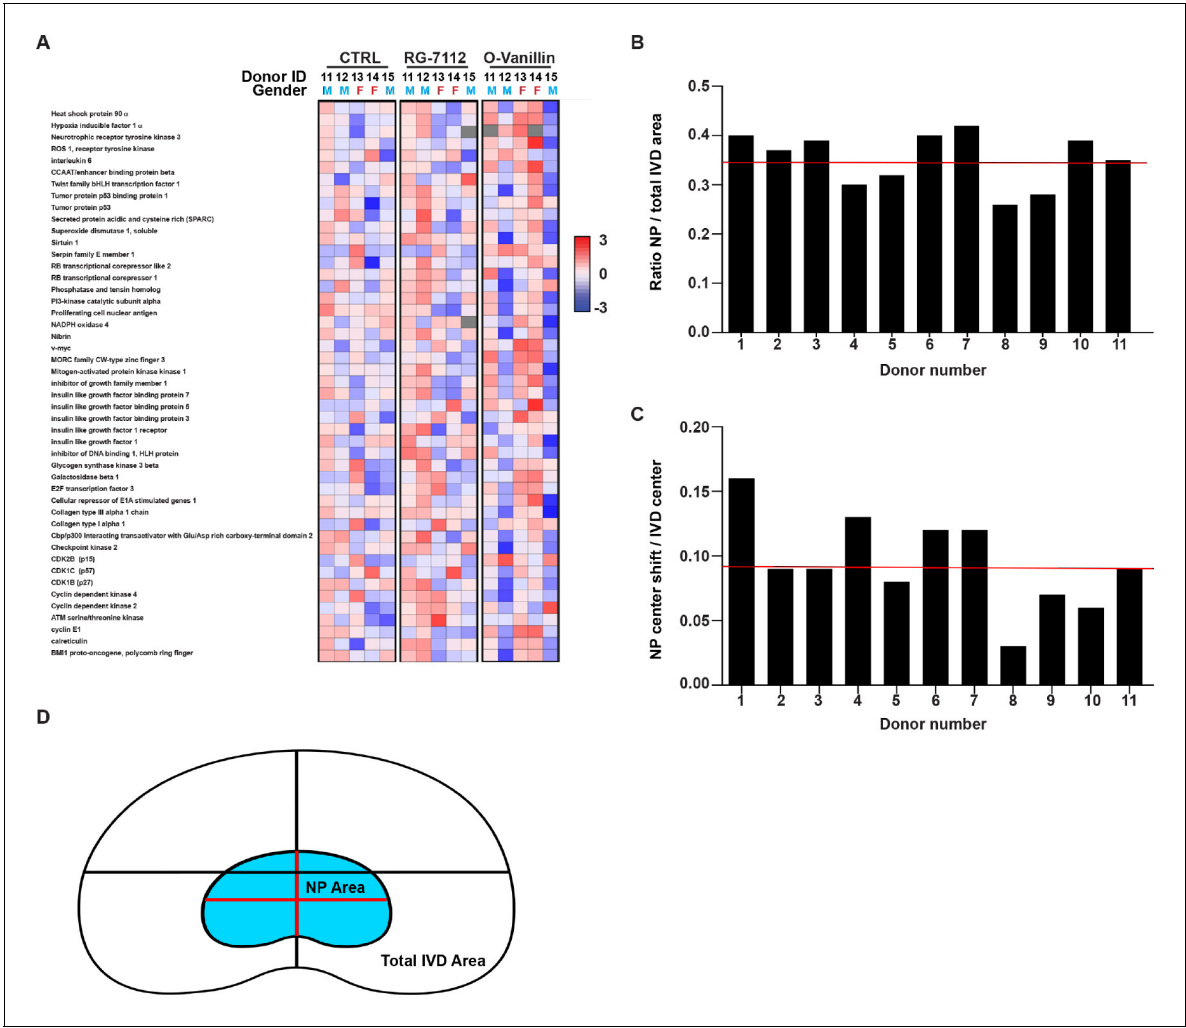 A
CTRL RG-7112 O-Vanillin
Donor ID 11 12 13 14 15 11 12 13 14 15 11 12 13 14 15
Gender M M F F M M M F F M M M F F M
Heat shock protein 90 α
Hypoxia inducible factor 1 α
Neurotrophic receptor tyrosine kinase 3
ROS 1, receptor tyrosine kinase
interleukin 6
CCAAT/enhancer binding protein beta
Twist family bHLH transcription factor 1
Tumor protein p53 binding protein 1
Tumor protein p53
Secreted protein acidic and cysteine rich (SPARC)
Superoxide dismutase 1, soluble
Sirtuin 1
Serpin family E member 1
RB transcriptional corepressor like 2
RB transcriptional corepressor 1
Phosphatase and tensin homolog
PI3-kinase catalytic subunit alpha
Proliferating cell nuclear antigen
NADPH oxidase 4
Nibrin
v-myc
MORC family CW-type zinc finger 3
Mitogen-activated protein kinase kinase 1
inhibitor of growth family member 1
insulin like growth factor binding protein 7
insulin like growth factor binding protein 5
insulin like growth factor binding protein 3
insulin like growth factor 1 receptor
insulin like growth factor 1
inhibitor of DNA binding 1, HLH protein
Glycogen synthase kinase 3 beta
Galactosidase beta 1
E2F transcription factor 3
Cellular repressor of E1A stimulated genes 1
Collagen type III alpha 1 chain
Collagen type I alpha 1
Cbp/p300 Interacting transactivator with Glu/Asp rich carboxy-terminal domain 2
Checkpoint kinase 2
CDK2B (p15)
CDK1C (p57)
CDK1B (p27)
Cyclin dependent kinase 4
Cyclin dependent kinase 2
ATM serine/threonine kinase
cyclin E1
calreticulin
BMI1 proto-oncogene, polycomb ring finger
3
0
-3
B
Ratio NP / total IVD area
0.5
0.4
0.3
0.2
0.1
0.0
1 2 3 4 5 6 7 8 9 10 11
Donor number
C
NP center shift / IVD center
0.20
0.15
0.10
0.05
0.00
1 2 3 4 5 6 7 8 9 10 11
Donor number
D
NP Area
Total IVD Area